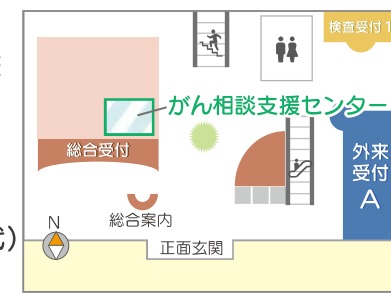 検査受付1
がん相談支援センター
総合受付
外来
受付
A
総合案内
N
正面玄関